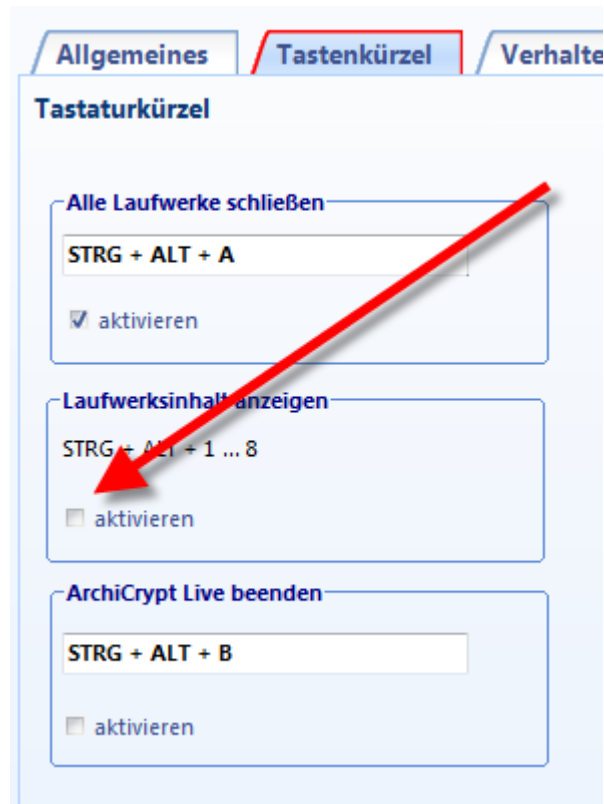 Allgemeines Tastenkürzel Verhalte
Tastaturkürzel
Alle Laufwerke schließen
STRG + ALT + A
aktivieren
Laufwerksinhalt anzeigen
STRG + ALT + 1 ... 8
aktivieren
ArchiCrypt Live beenden
STRG + ALT + B
aktivieren